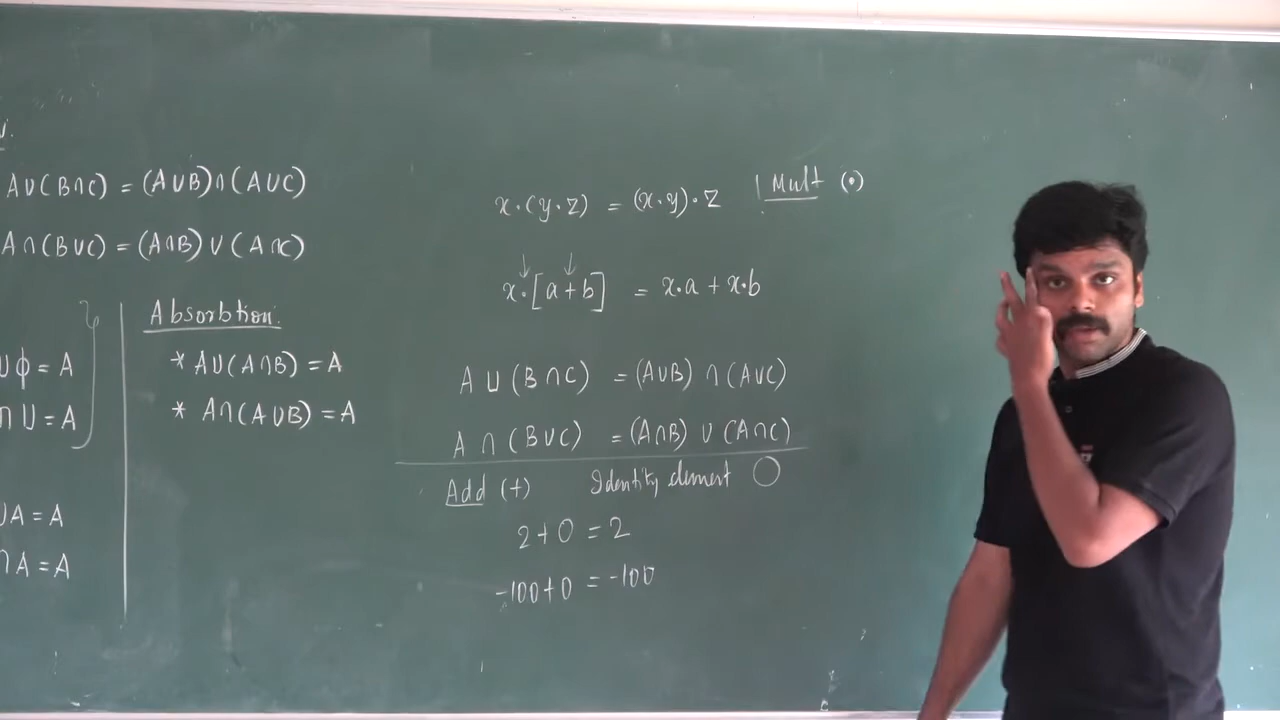 A∪(B∩C) = (A∪B)∩(A∪C)
A∩(B∪C) = (A∩B)∪(A∩C)
∪ϕ = A
∩U = A
∪A = A
∩A = A
Absorbtion:
* A∪(A∩B) = A
* A∩(A∪B) = A
x·(y·z) = (x·y)·z
Mult (•)
x·[a+b] = x·a + x·b
A∪(B∩C) = (A∪B)∩(A∪C)
A∩(B∪C) = (A∩B)∪(A∩C)
Add (+) Identity element 0
2+0 = 2
-100+0 = -100